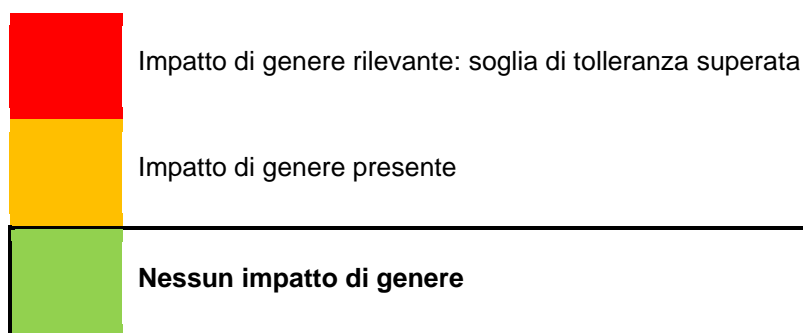 Impatto di genere rilevante: soglia di tolleranza superata
Impatto di genere presente
Nessun impatto di genere